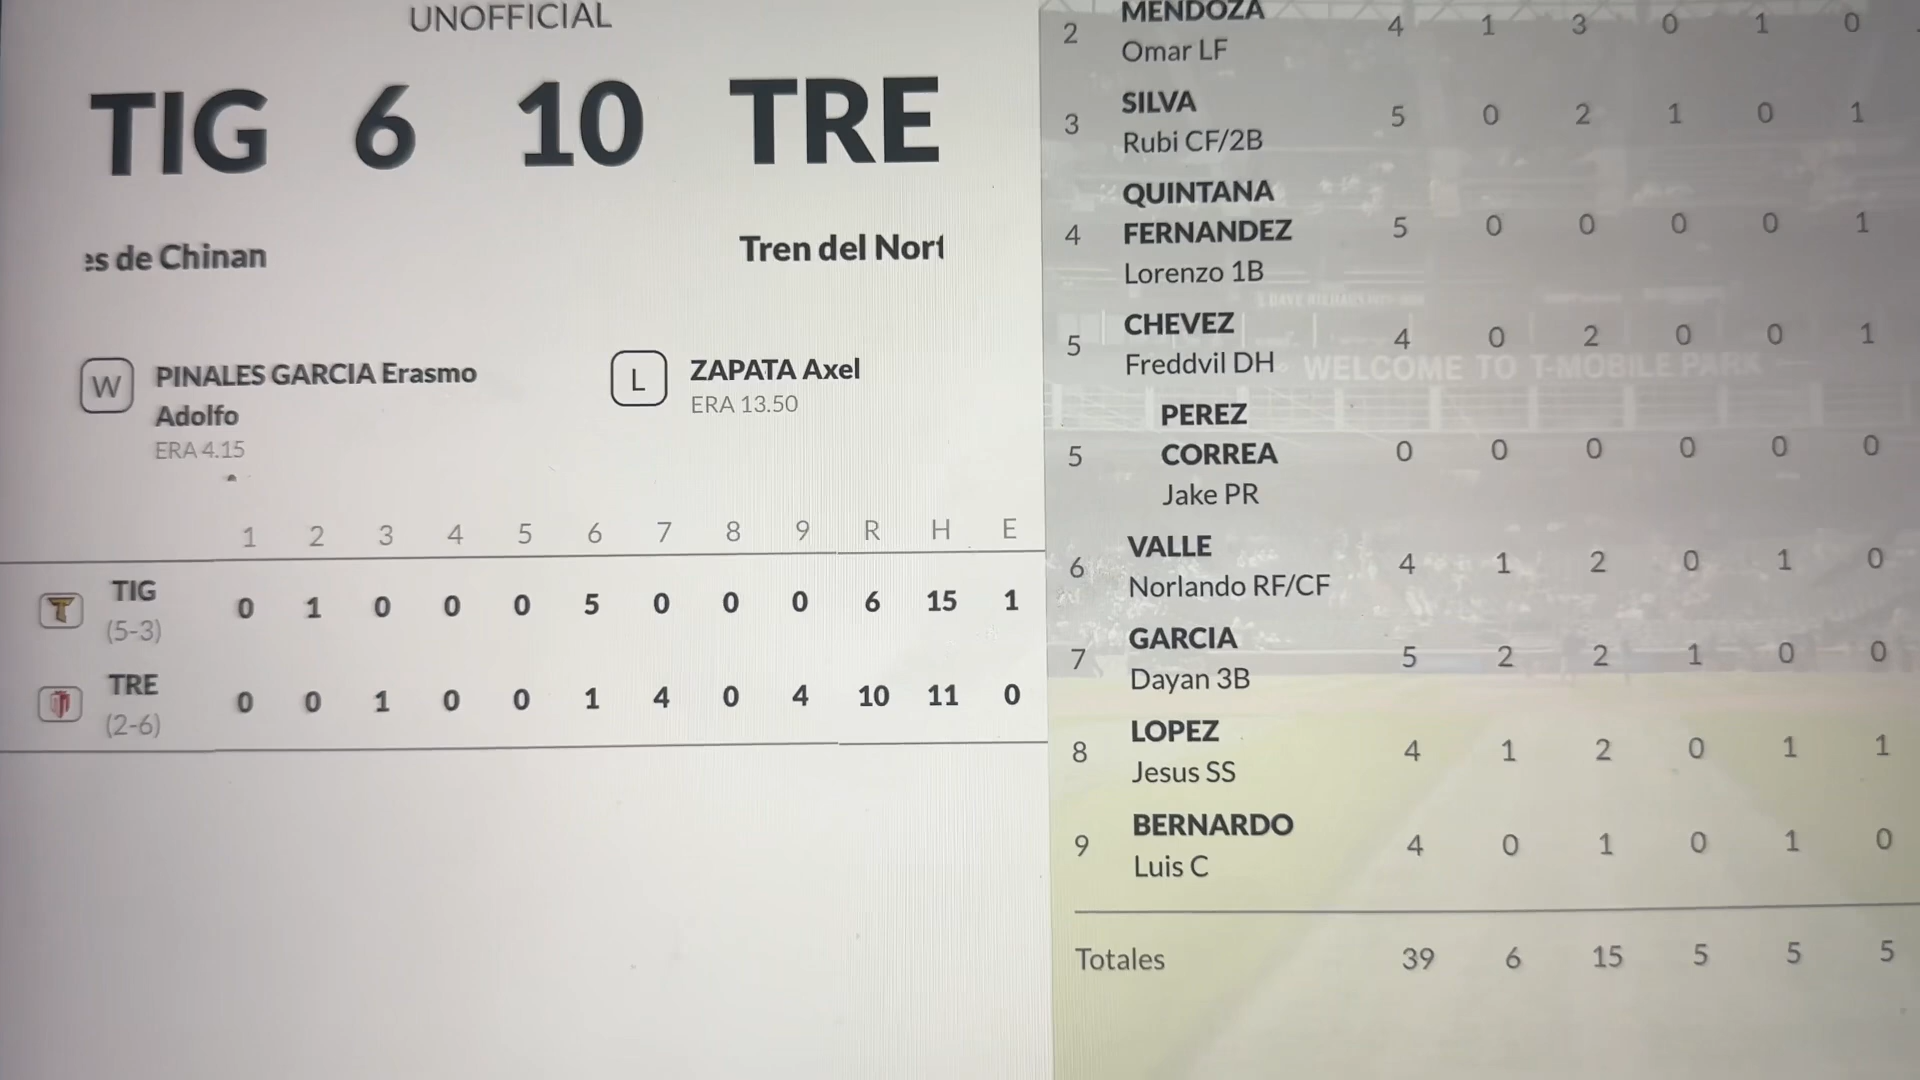 UNOFFICIAL
TIG 6 10 TRE
es de Chinan
Tren del Nort
W PINALES GARCIA Erasmo
Adolfo
ERA 4.15
L ZAPATA Axel
ERA 13.50
1 2 3 4 5 6 7 8 9 R H E
TIG 0 1 0 0 0 5 0 0 0 6 15 1
(5-3)
TRE 0 0 1 0 0 1 4 0 4 10 11 0
(2-6)
2 MENDOZA 4 1 3 0 1 0
Omar LF
3 SILVA 5 0 2 1 0 1
Rubi CF/2B
QUINTANA
4 FERNANDEZ 5 0 0 0 0 1
Lorenzo 1B
5 CHEVEZ 4 0 2 0 0 1
Freddvil DH
WELCOME TO T-MOBILE PARK
PEREZ
5 CORREA 0 0 0 0 0 0
Jake PR
6 VALLE 4 1 2 0 1 0
Norlando RF/CF
7 GARCIA 5 2 2 1 0 0
Dayan 3B
8 LOPEZ 4 1 2 0 1 1
Jesus SS
9 BERNARDO 4 0 1 0 1 0
Luis C
Totales 39 6 15 5 5 5